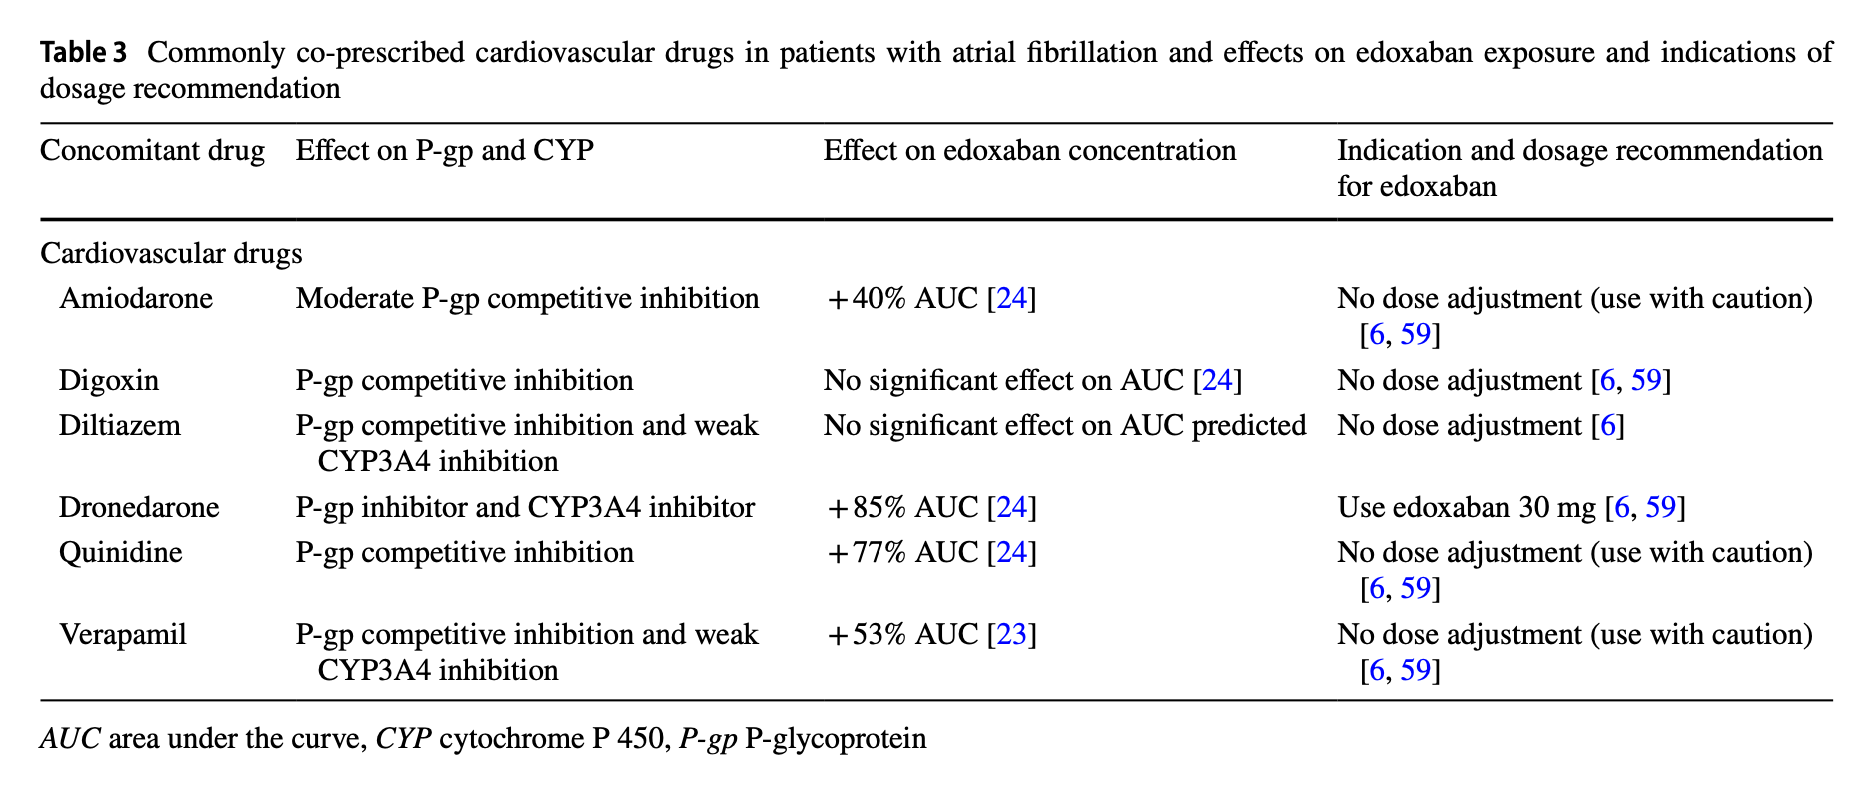 Table 3 Commonly co-prescribed cardiovascular drugs in patients with atrial fibrillation and effects on edoxaban exposure and indications of
dosage recommendation
Concomitant drug Effect on P-gp and CYP Effect on edoxaban concentration Indication and dosage recommendation
for edoxaban
Cardiovascular drugs
Amiodarone Moderate P-gp competitive inhibition +40% AUC [24] No dose adjustment (use with caution)
[6, 59]
Digoxin P-gp competitive inhibition No significant effect on AUC [24] No dose adjustment [6, 59]
Diltiazem P-gp competitive inhibition and weak No significant effect on AUC predicted No dose adjustment [6]
CYP3A4 inhibition
Dronedarone P-gp inhibitor and CYP3A4 inhibitor +85% AUC [24] Use edoxaban 30 mg [6, 59]
Quinidine P-gp competitive inhibition +77% AUC [24] No dose adjustment (use with caution)
[6, 59]
Verapamil P-gp competitive inhibition and weak +53% AUC [23] No dose adjustment (use with caution)
CYP3A4 inhibition [6, 59]
AUC area under the curve, CYP cytochrome P 450, P-gp P-glycoprotein